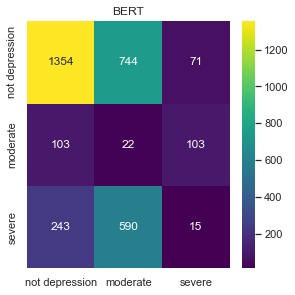 BERT
not depression 1354 744 71
moderate 103 22 103
severe 243 590 15
not depression moderate severe
1200
1000
800
600
400
200